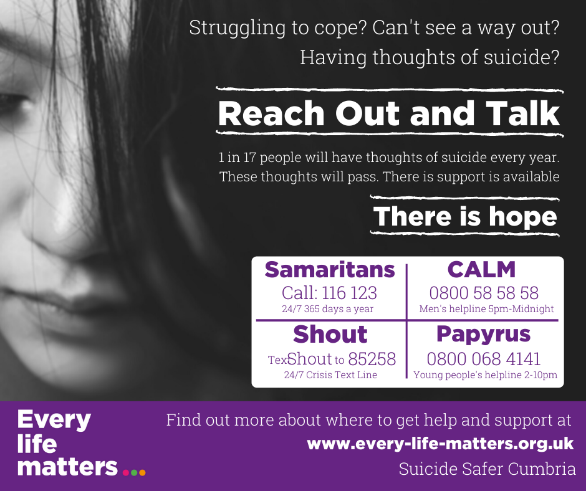 Struggling to cope? Can't see a way out?
Having thoughts of suicide?
Reach Out and Talk
1 in 17 people will have thoughts of suicide every year.
These thoughts will pass. There is support is available
There is hope
Samaritans
Call: 116 123
24/7 365 days a year
CALM
0800 58 58 58
Men's helpline 5pm-Midnight
Shout
TexShout to 85258
24/7 Crisis Text Line
Papyrus
0800 068 4141
Young people's helpline 2-10pm
Every
life
matters...
Find out more about where to get help and support at
www.every-life-matters.org.uk
Suicide Safer Cumbria